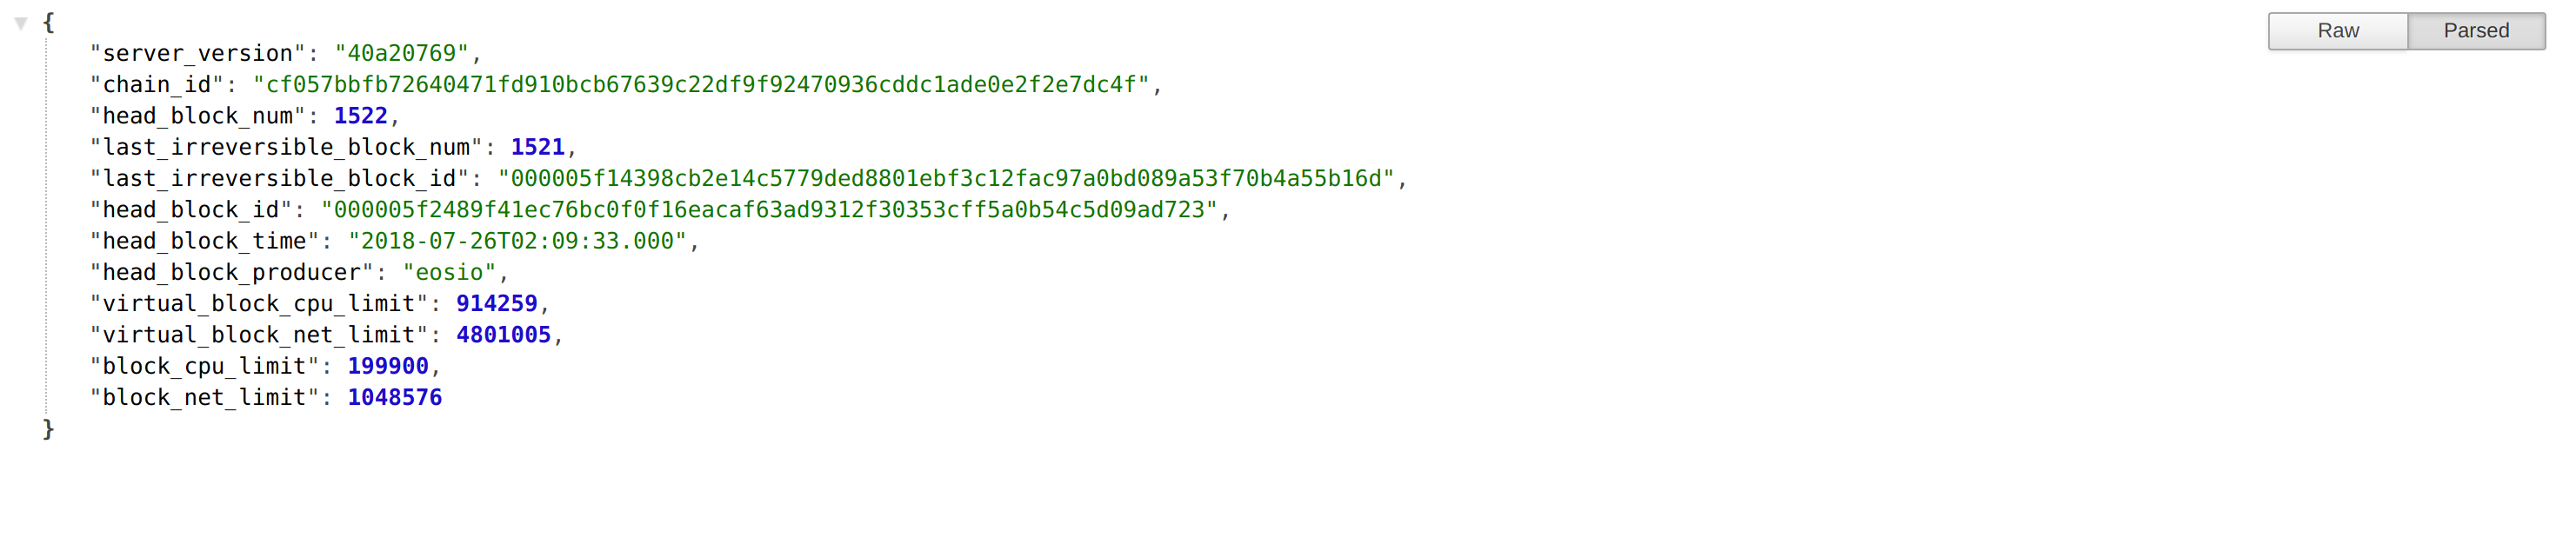 {
Raw Parsed
"server_version": "40a20769",
"chain_id": "cf057bbfb72640471fd910bcb67639c22df9f92470936cddc1ade0e2f2e7dc4f",
"head_block_num": 1522,
"last_irreversible_block_num": 1521,
"last_irreversible_block_id": "000005f14398cb2e14c5779ded8801ebf3c12fac97a0bd089a53f70b4a55b16d",
"head_block_id": "000005f2489f41ec76bc0f0f16eacaf63ad9312f30353cff5a0b54c5d09ad723",
"head_block_time": "2018-07-26T02:09:33.000",
"head_block_producer": "eosio",
"virtual_block_cpu_limit": 914259,
"virtual_block_net_limit": 4801005,
"block_cpu_limit": 199900,
"block_net_limit": 1048576
}